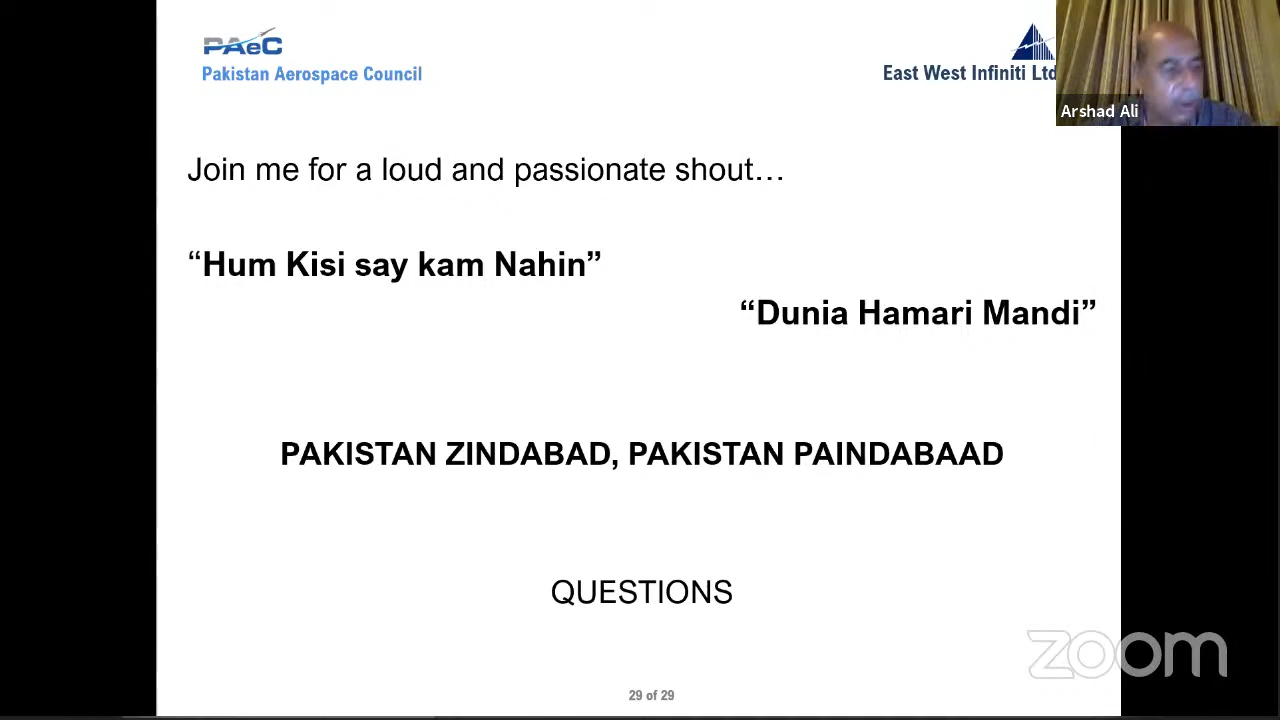 PAeC
Pakistan Aerospace Council
East West Infiniti Ltd
Arshad Ali
Join me for a loud and passionate shout…
“Hum Kisi say kam Nahin”
“Dunia Hamari Mandi”
PAKISTAN ZINDABAD, PAKISTAN PAINDABAAD
QUESTIONS
zoom
29 of 29